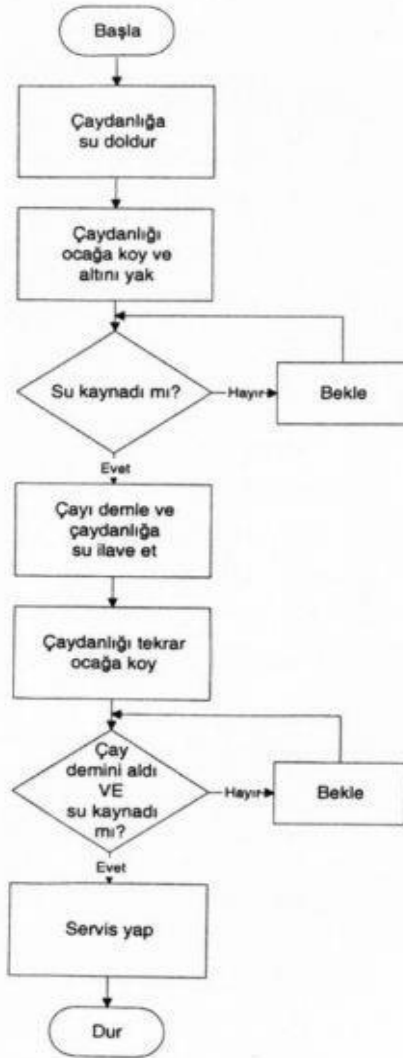 Başla
Çaydanlığa
su doldur
Çaydanlığı
ocağa koy ve
altını yak
Su kaynadı mı?
Hayır
Bekle
Evet
Çayı demle ve
çaydanlığa
su ilave et
Çaydanlığı tekrar
ocağa koy
Çay
demini aldı
VE
su kaynadı
mı?
Hayır
Bekle
Evet
Servis yap
Dur